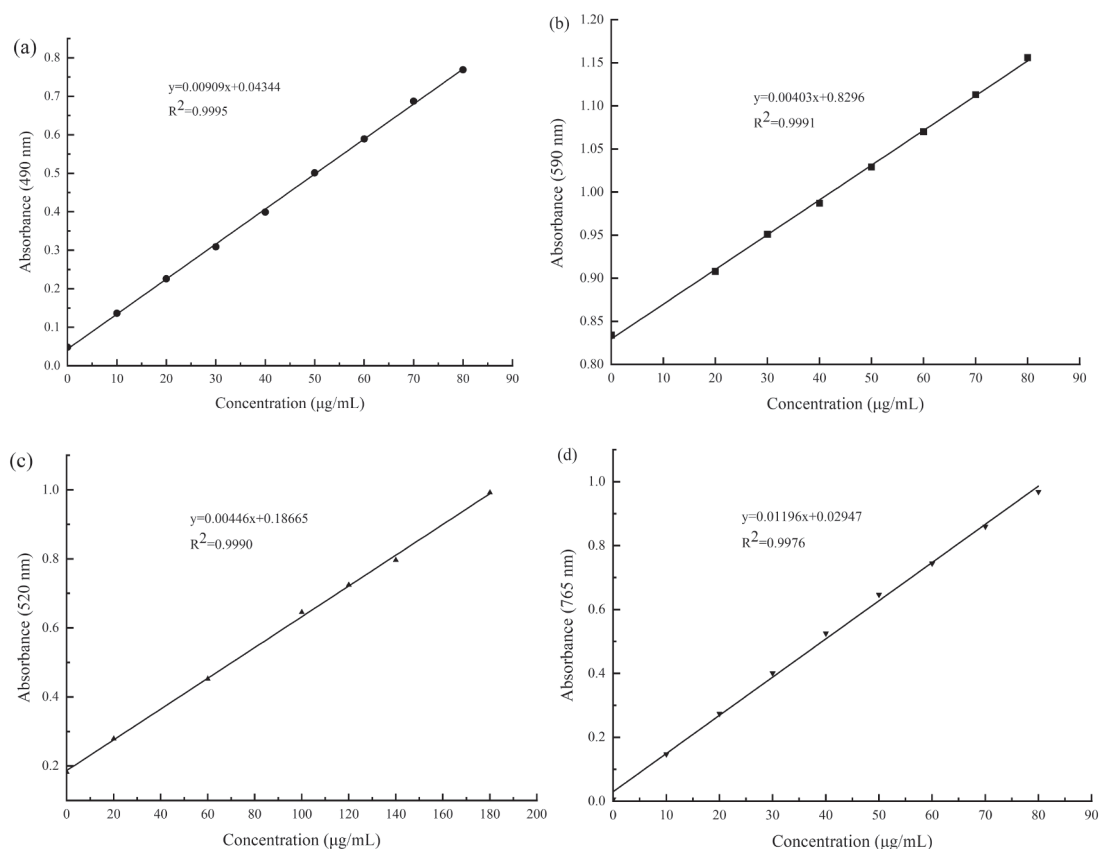 (a)
Absorbance (490 nm)
0.8
0.7
0.6
0.5
0.4
0.3
0.2
0.1
0.0
y=0.00909x+0.04344
R²=0.9995
0 10 20 30 40 50 60 70 80 90
Concentration (μg/mL)
(b)
Absorbance (590 nm)
1.20
1.15
1.10
1.05
1.00
0.95
0.90
0.85
0.80
y=0.00403x+0.8296
R²=0.9991
0 10 20 30 40 50 60 70 80 90
Concentration (μg/mL)
(c)
Absorbance (520 nm)
1.0
0.8
0.6
0.4
0.2
y=0.00446x+0.18665
R²=0.9990
0 20 40 60 80 100 120 140 160 180 200
Concentration (μg/mL)
(d)
Absorbance (765 nm)
1.0
0.8
0.6
0.4
0.2
0.0
y=0.01196x+0.02947
R²=0.9976
0 10 20 30 40 50 60 70 80 90
Concentration (μg/mL)